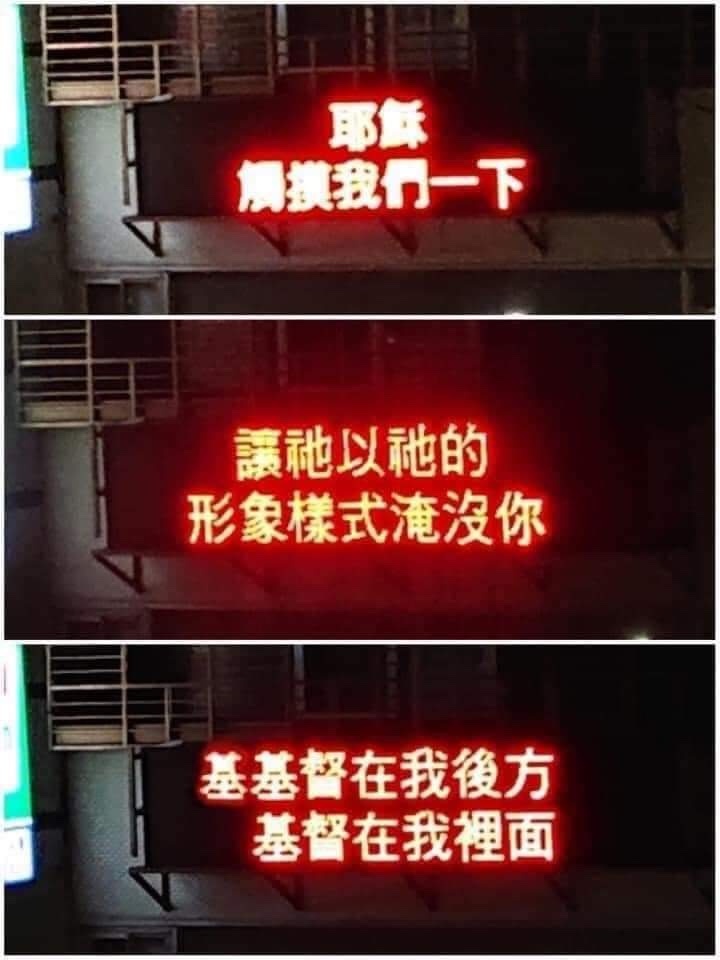 耶穌
觸摸我們一下
讓祂以祂的
形象樣式淹沒你
基基督在我後方
基督在我裡面